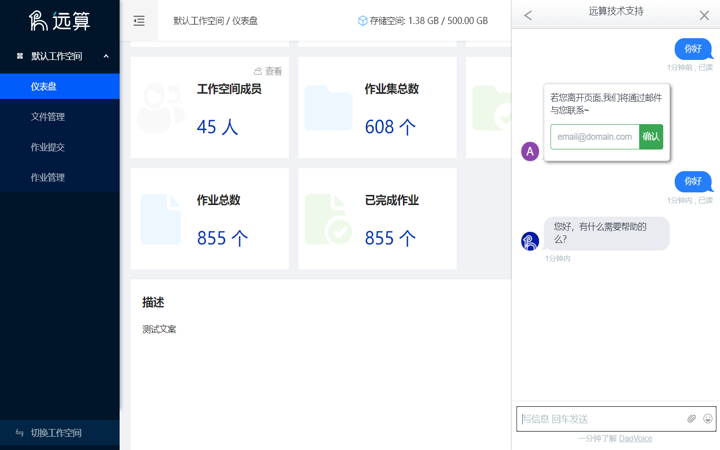 远算
默认工作空间
仪表盘
文件管理
作业提交
作业管理
切换工作空间
默认工作空间 / 仪表盘
存储空间: 1.38 GB / 500.00 GB
查看
工作空间成员
45 人
作业集总数
608 个
作业总数
855 个
已完成作业
855 个
描述
测试文案
远算技术支持
你好
1分钟前 , 已读
若您离开页面,我们将通过邮件
与您联系~
email@domain.com
确认
A
你好
1分钟内 , 已读
您好，有什么需要帮助的
么?
1分钟内
写信息 回车发送
一分钟了解 DaoVoice